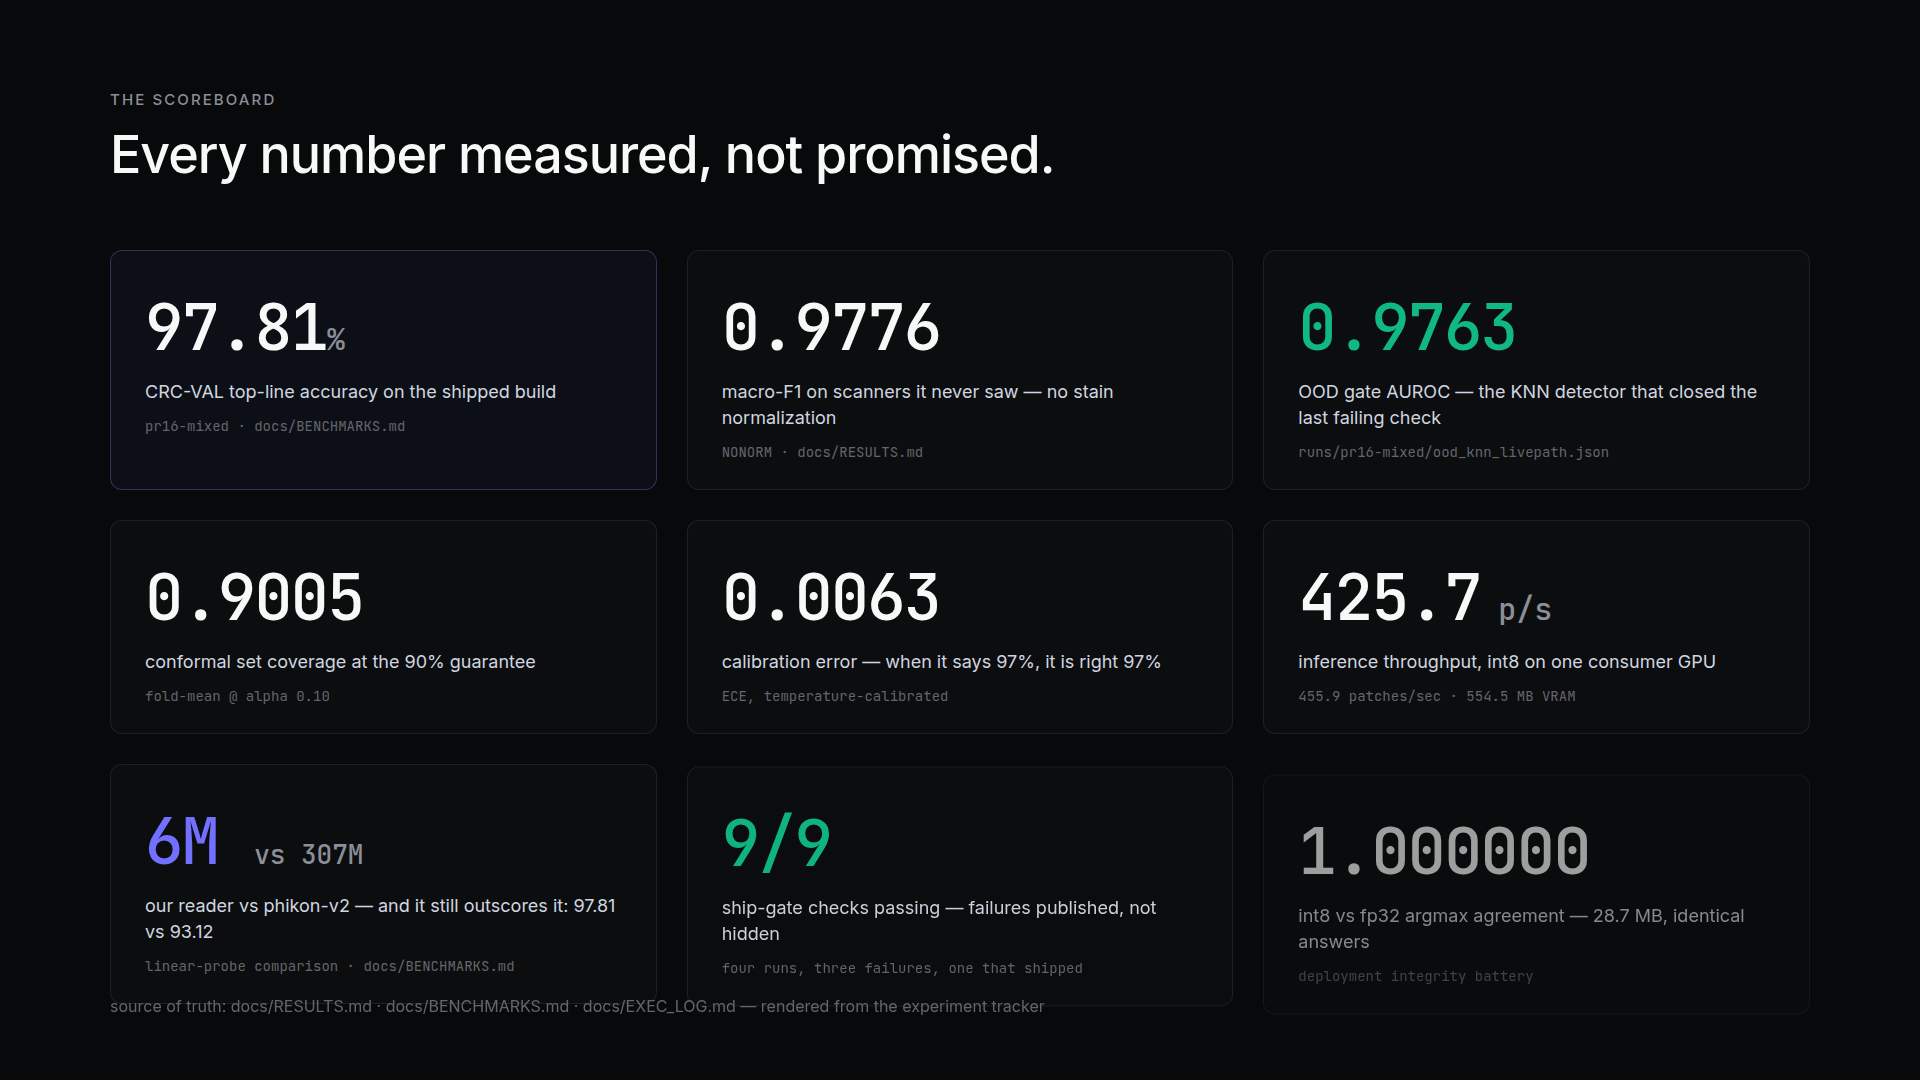 THE SCOREBOARD
Every number measured, not promised.
97.81%
CRC-VAL top-line accuracy on the shipped build
pr16-mixed · docs/BENCHMARKS.md
0.9776
macro-F1 on scanners it never saw — no stain
normalization
NONORM · docs/RESULTS.md
0.9763
OOD gate AUROC — the KNN detector that closed the
last failing check
runs/pr16-mixed/ood_knn_livepath.json
0.9005
conformal set coverage at the 90% guarantee
fold-mean @ alpha 0.10
0.0063
calibration error — when it says 97%, it is right 97%
ECE, temperature-calibrated
425.7 p/s
inference throughput, int8 on one consumer GPU
455.9 patches/sec · 554.5 MB VRAM
6M vs 307M
our reader vs phikon-v2 — and it still outscores it: 97.81
vs 93.12
linear-probe comparison · docs/BENCHMARKS.md
9/9
ship-gate checks passing — failures published, not
hidden
four runs, three failures, one that shipped
1.000000
int8 vs fp32 argmax agreement — 28.7 MB, identical
answers
deployment integrity battery
source of truth: docs/RESULTS.md · docs/BENCHMARKS.md · docs/EXEC_LOG.md — rendered from the experiment tracker